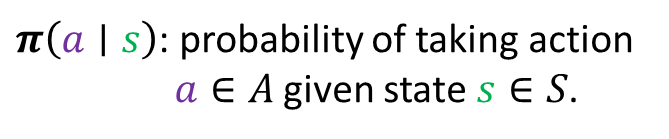 π(a | s): probability of taking action
a ∈ A given state s ∈ S.